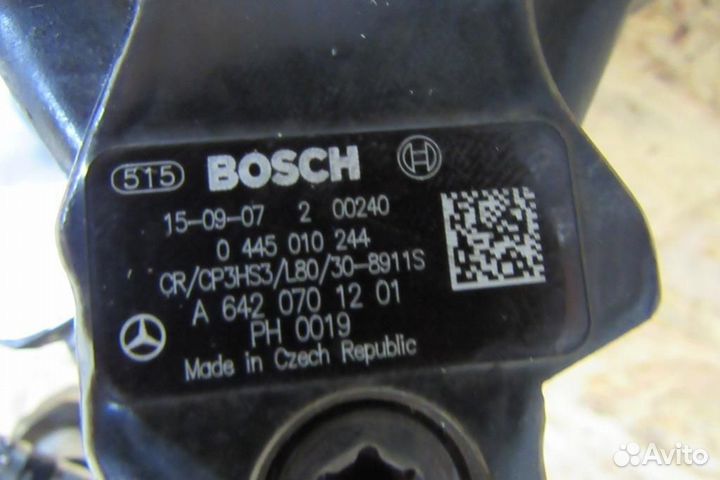 515 BOSCH
15-09-07 2 00240
0 445 010 244
CR/CP3HS3/L80/30-8911S
A 642 070 12 01
PH 0019
Made in Czech Republic
Avito